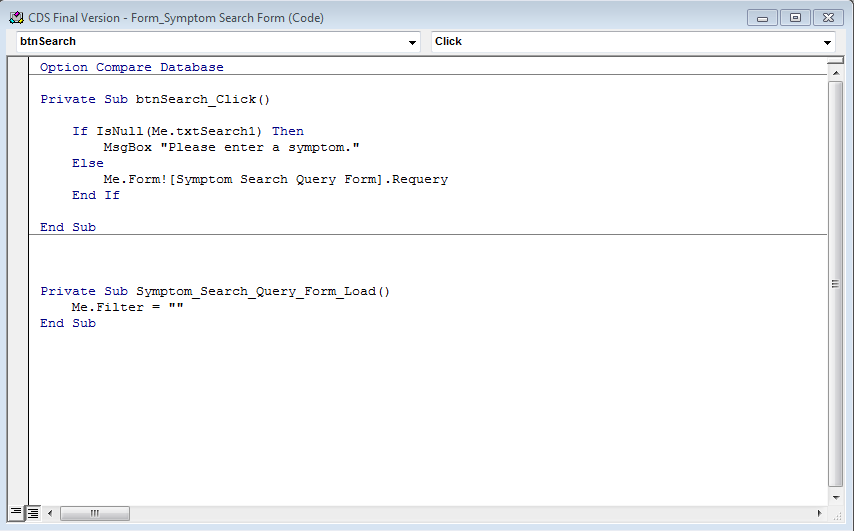 CDS Final Version - Form_Symptom Search Form (Code)
btnSearch Click
Option Compare Database
Private Sub btnSearch_Click()
If IsNull(Me.txtSearch1) Then
MsgBox "Please enter a symptom."
Else
Me.Form![Symptom Search Query Form].Requery
End If
End Sub
Private Sub Symptom_Search_Query_Form_Load()
Me.Filter = ""
End Sub